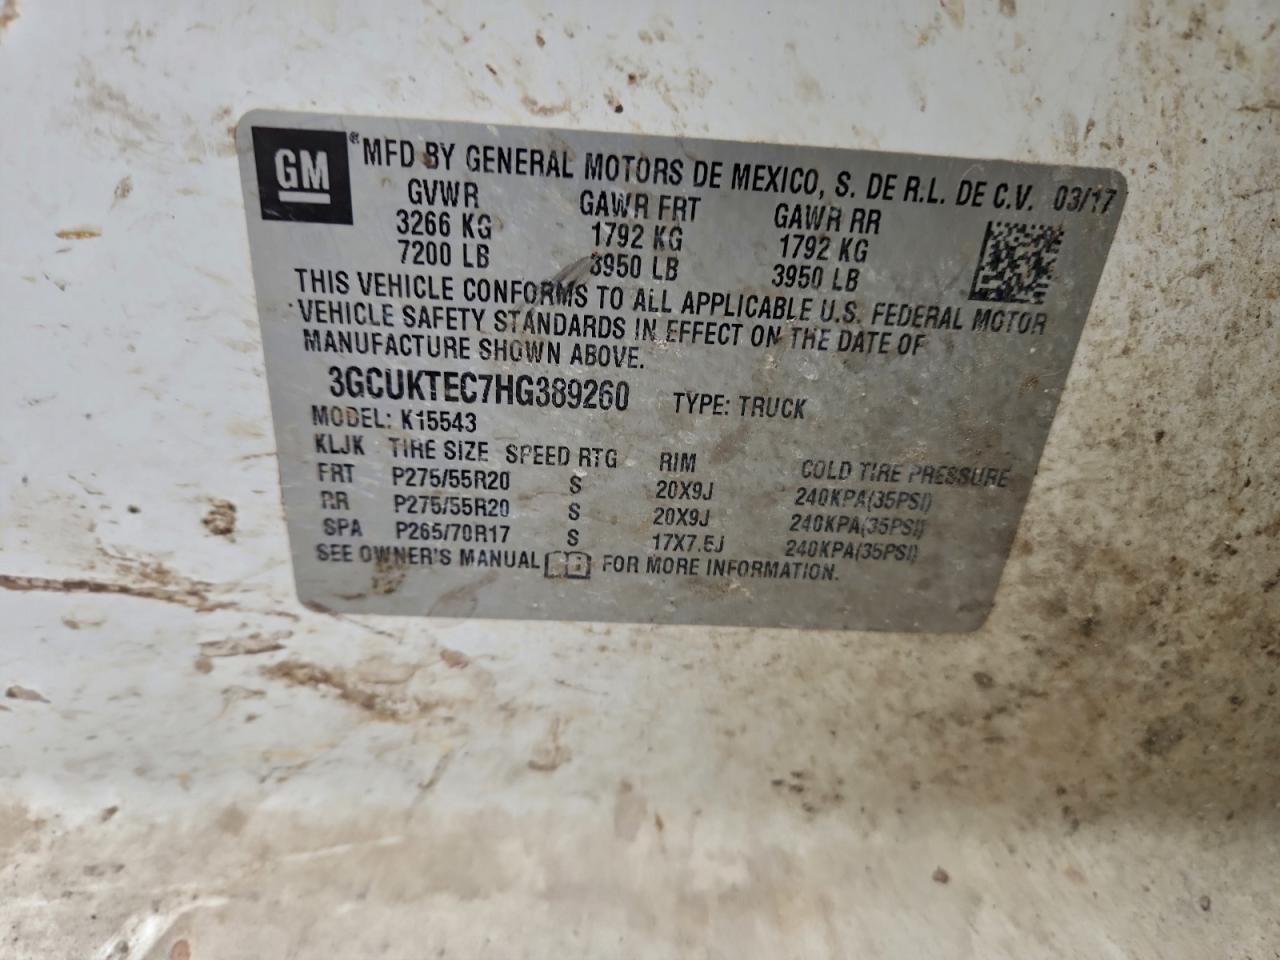 GM ® MFD BY GENERAL MOTORS DE MEXICO, S. DE R.L. DE C.V. 03/17
GVWR GAWR FRT GAWR RR
3266 KG 1792 KG 1792 KG
7200 LB 3950 LB 3950 LB
THIS VEHICLE CONFORMS TO ALL APPLICABLE U.S. FEDERAL MOTOR
VEHICLE SAFETY STANDARDS IN EFFECT ON THE DATE OF
MANUFACTURE SHOWN ABOVE.
3GCUKTEC7HG389260 TYPE: TRUCK
MODEL: K15543
KLJK TIRE SIZE SPEED RTG RIM COLD TIRE PRESSURE
FRT P275/55R20 S 20X9J 240KPA(35PSI)
RR P275/55R20 S 20X9J 240KPA(35PSI)
SPA P265/70R17 S 17X7.5J 240KPA(35PSI)
SEE OWNER'S MANUAL FOR MORE INFORMATION.